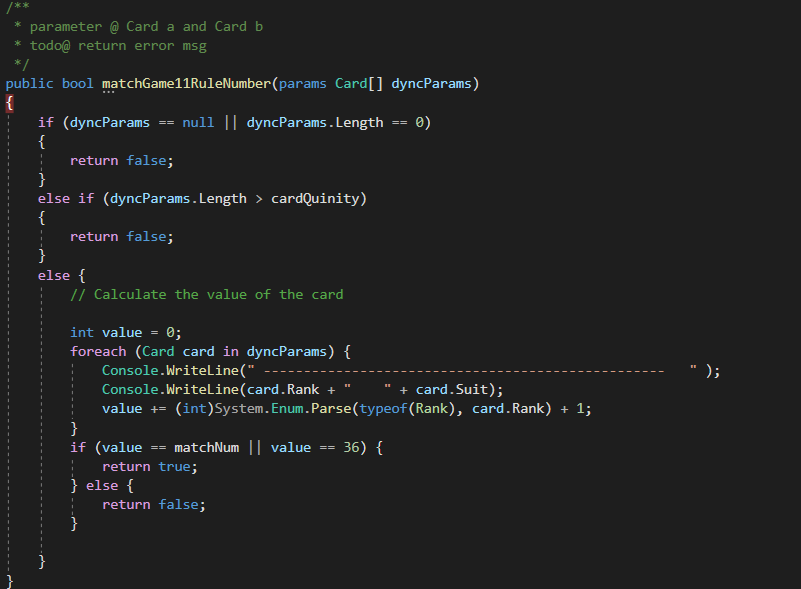 /**
 * parameter @ Card a and Card b
 * todo@ return error msg
 */
public bool matchGame11RuleNumber(params Card[] dyncParams)
{
    if (dyncParams == null || dyncParams.Length == 0)
    {
        return false;
    }
    else if (dyncParams.Length > cardQuinity)
    {
        return false;
    }
    else {
        // Calculate the value of the card

        int value = 0;
        foreach (Card card in dyncParams) {
            Console.WriteLine(" --------------------------------------------------   " );
            Console.WriteLine(card.Rank + "    " + card.Suit);
            value += (int)System.Enum.Parse(typeof(Rank), card.Rank) + 1;
        }
        if (value == matchNum || value == 36) {
            return true;
        } else {
            return false;
        }

    }
}